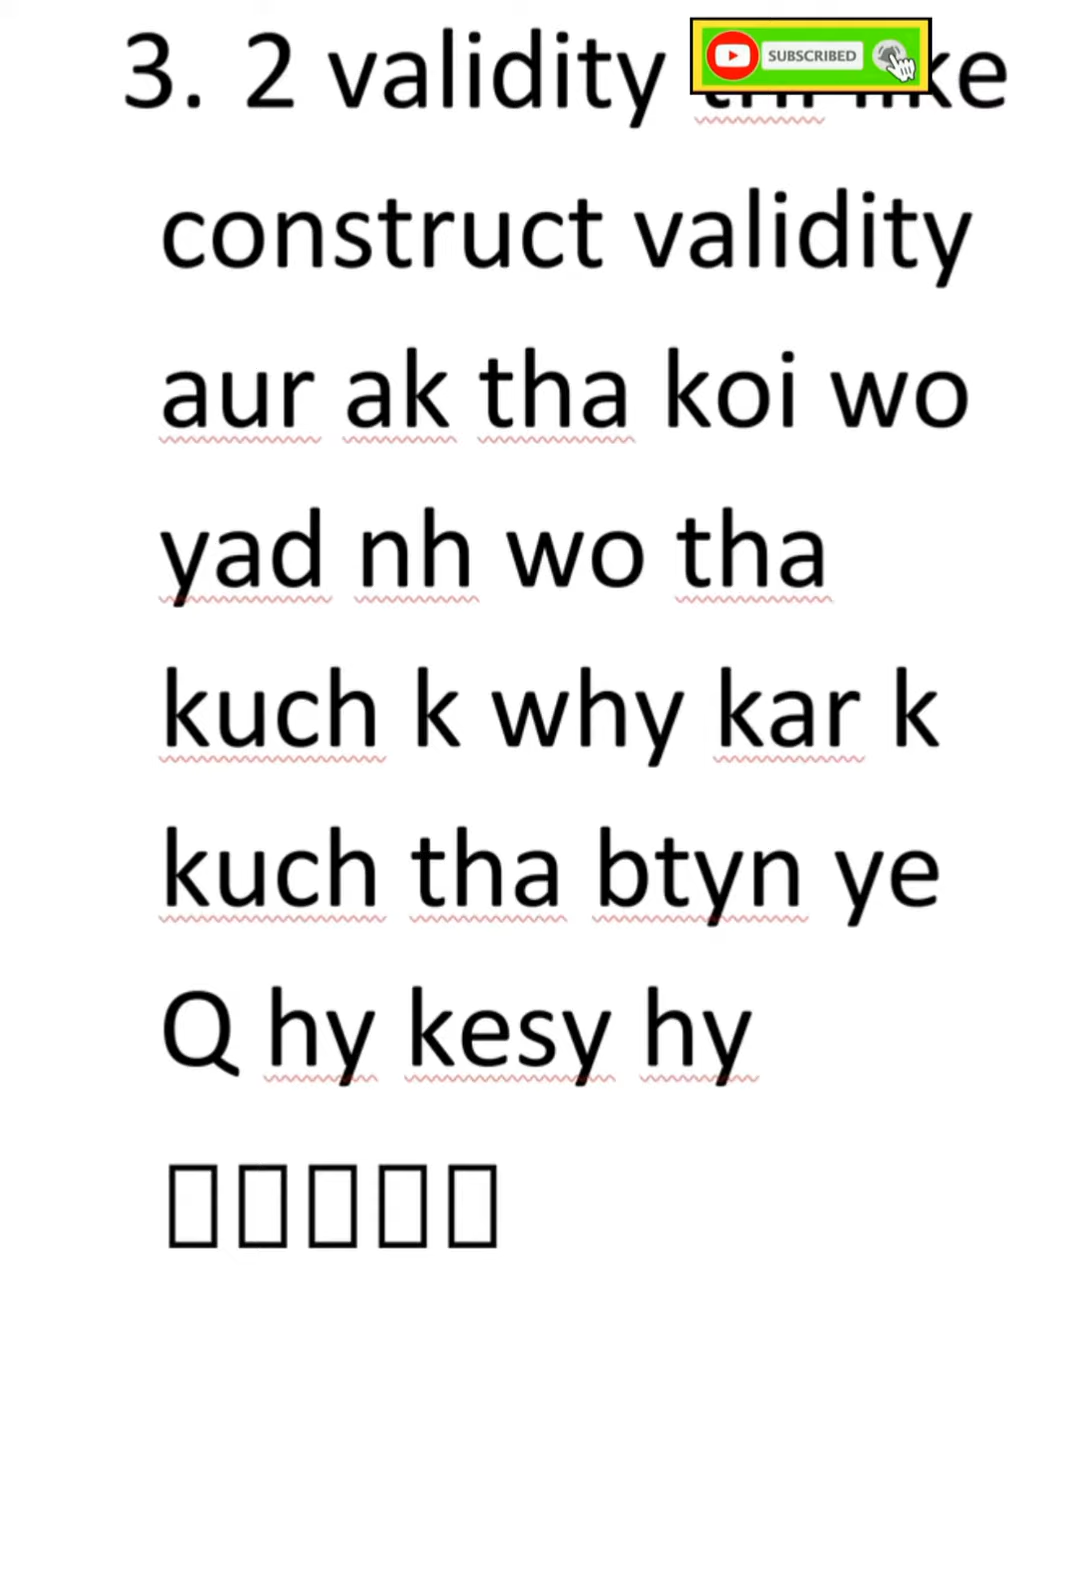 3. 2 validity
SUBSCRIBED
construct validity
aur ak tha koi wo
yad nh wo tha
kuch k why kar k
kuch tha btyn ye
Q hy kesy hy